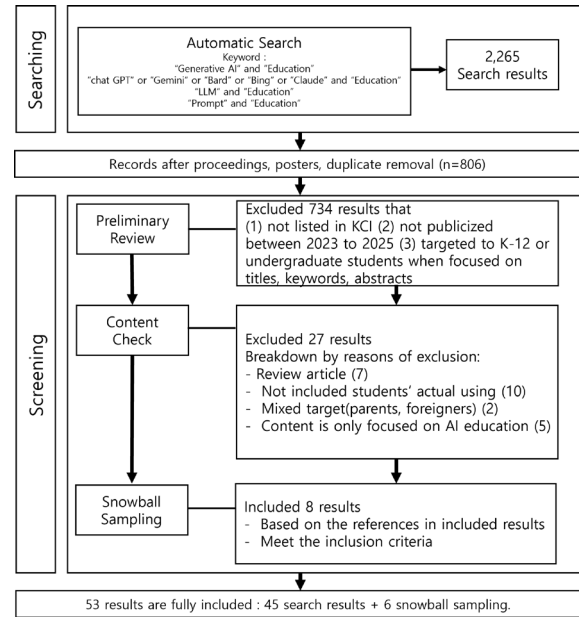 Searching
Automatic Search
Keyword :
"Generative AI" and "Education"
"chat GPT" or "Gemini" or "Bard" or "Bing" or "Claude" and "Education"
"LLM" and "Education"
"Prompt" and "Education"
2,265
Search results
Records after proceedings, posters, duplicate removal (n=806)
Screening
Preliminary
Review
Excluded 734 results that
(1) not listed in KCI (2) not publicized
between 2023 to 2025 (3) targeted to K-12 or
undergraduate students when focused on
titles, keywords, abstracts
Content
Check
Excluded 27 results
Breakdown by reasons of exclusion:
- Review article (7)
- Not included students' actual using (10)
- Mixed target(parents, foreigners) (2)
- Content is only focused on AI education (5)
Snowball
Sampling
Included 8 results
- Based on the references in included results
- Meet the inclusion criteria
53 results are fully included : 45 search results + 6 snowball sampling.